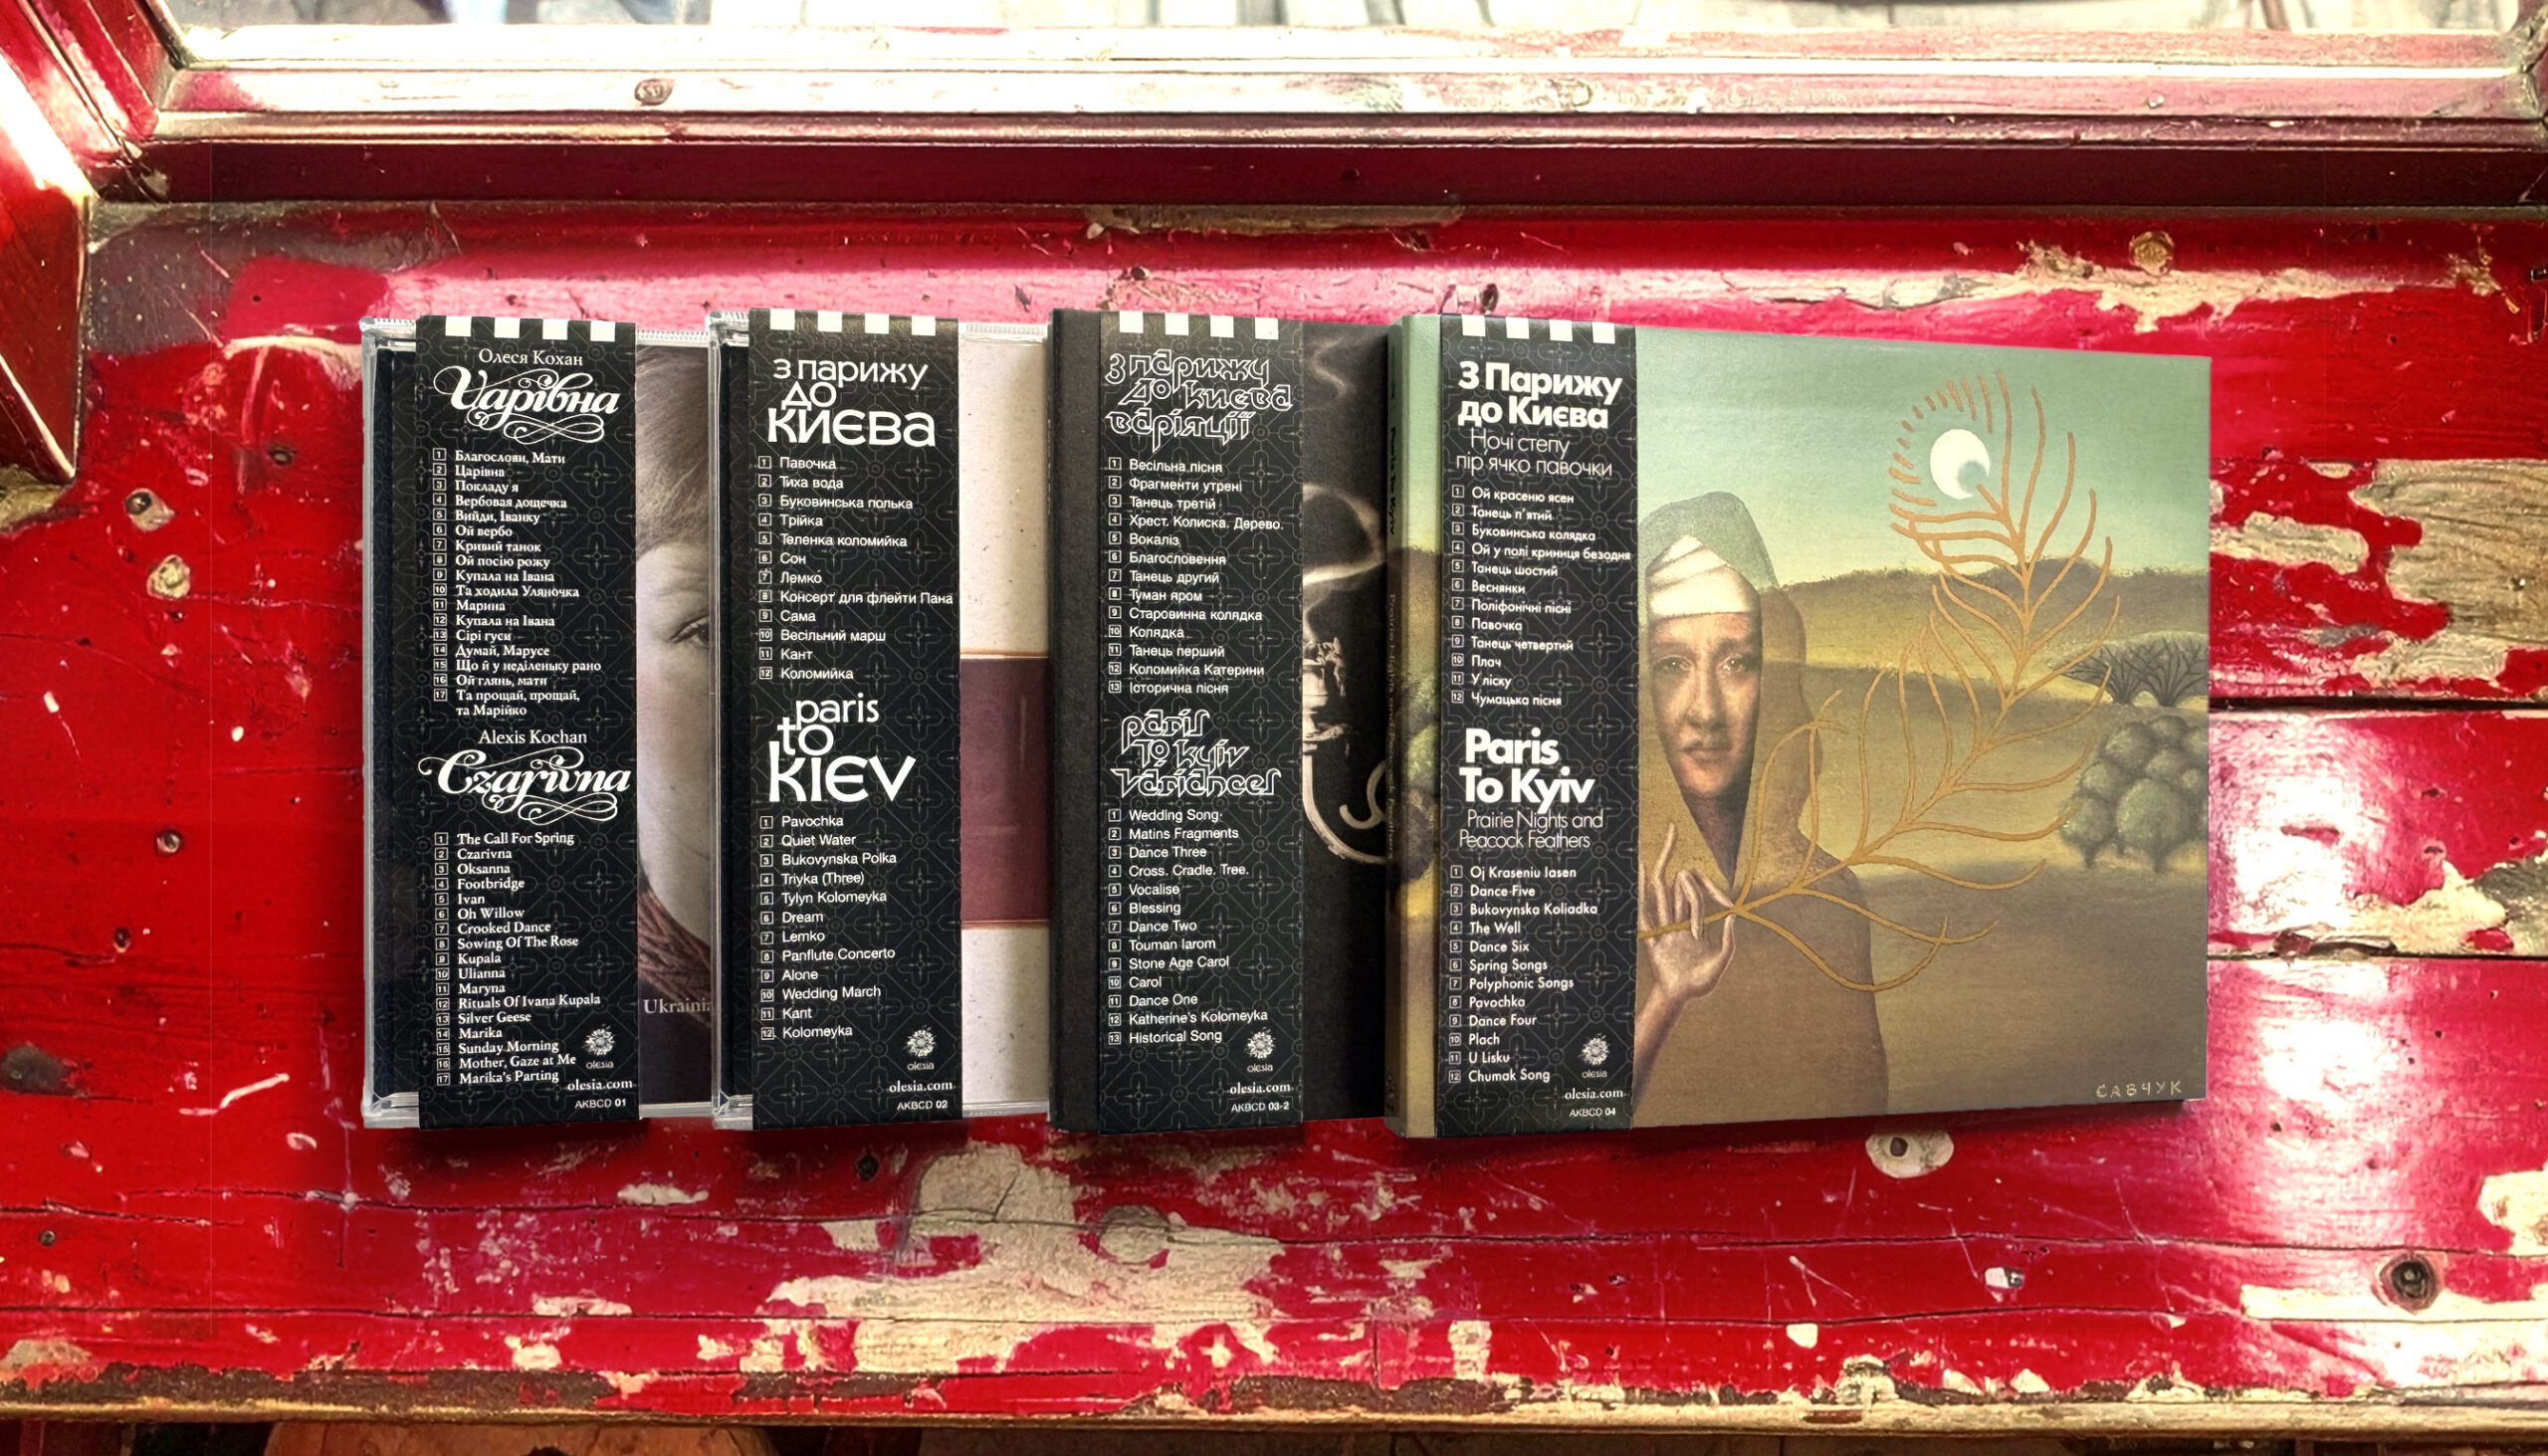 Олеся Кохан
Царівна
1 Благослови, Мати
2 Царівна
3 Покладу я
4 Вербовая дощечка
5 Вийди, Іванку
6 Ой вербо
7 Кривий танок
8 Ой посію рожу
9 Купала на Івана
10 Та ходила Уляночка
11 Марина
12 Купала на Івана
13 Сірі гуси
14 Думай, Марусе
15 Що й у неділеньку рано
16 Ой глянь, мати
17 Та прощай, прощай,
та Марійко
Alexis Kochan
Czarivna
1 The Call For Spring
2 Czarivna
3 Oksanna
4 Footbridge
5 Ivan
6 Oh Willow
7 Crooked Dance
8 Sowing Of The Rose
9 Kupala
10 Ulianna
11 Maryna
12 Rituals Of Ivana Kupala
13 Silver Geese
14 Marika
15 Sunday Morning
16 Mother, Gaze at Me
17 Marika's Parting
olesia
olesia.com
AKBCD 01
Ukrainia
з парижу
до
києва
1 Павочка
2 Тиха вода
3 Буковинська полька
4 Трійка
5 Теленка коломийка
6 Сон
7 Лемко
8 Консерт для флейти Пана
9 Сама
10 Весільний марш
11 Кант
12 Коломийка
paris
to
kiev
1 Pavochka
2 Quiet Water
3 Bukovynska Polka
4 Triyka (Three)
5 Tylyn Kolomeyka
6 Dream
7 Lemko
8 Panflute Concerto
9 Alone
10 Wedding March
11 Kant
12 Kolomeyka
olesia
olesia.com
AKBCD 02
з парижу
до києва
варіяції
1 Весільна пісня
2 Фрагменти утрені
3 Танець третій
4 Хрест. Колиска. Дерево.
5 Вокаліз
6 Благословення
7 Танець другий
8 Туман яром
9 Старовинна колядка
10 Колядка
11 Танець перший
12 Коломийка Катерини
13 Історична пісня
paris
to kyiv
variances
1 Wedding Song
2 Matins Fragments
3 Dance Three
4 Cross. Cradle. Tree.
5 Vocalise
6 Blessing
7 Dance Two
8 Touman Iarom
9 Stone Age Carol
10 Carol
11 Dance One
12 Katherine's Kolomeyka
13 Historical Song
olesia
olesia.com
AKBCD 03-2
З Парижу
до Києва
Ночі степу
пір'ячко павочки
1 Ой красеню ясен
2 Танець п'ятий
3 Буковинська колядка
4 Ой у полі криниця безодня
5 Танець шостий
6 Веснянки
7 Поліфонічні пісні
8 Павочка
9 Танець четвертий
10 Плач
11 У ліску
12 Чумацька пісня
Paris
To Kyiv
Prairie Nights and
Peacock Feathers
1 Oj Kraseniu Iasen
2 Dance Five
3 Bukovynska Koliadka
4 The Well
5 Dance Six
6 Spring Songs
7 Polyphonic Songs
8 Pavochka
9 Dance Four
10 Plach
11 U Lisku
12 Chumak Song
olesia
olesia.com
AKBCD 04
САВЧУК